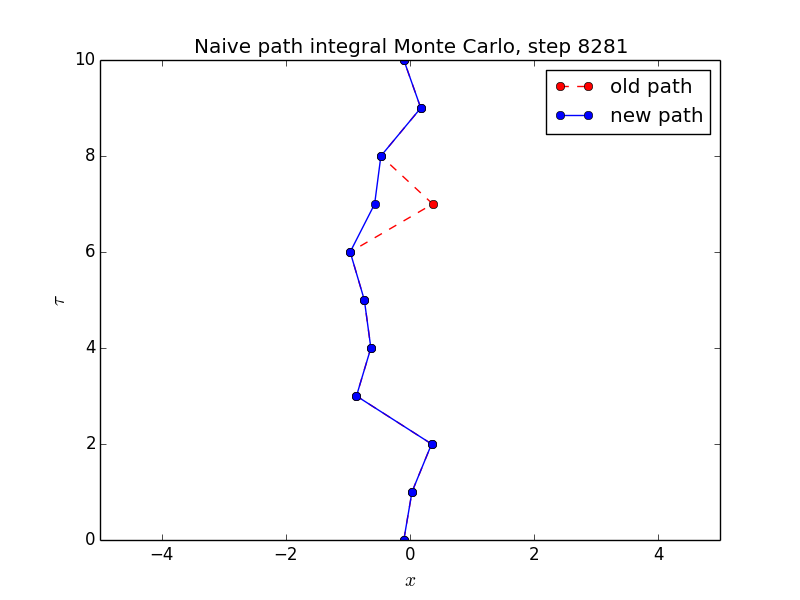 Naive path integral Monte Carlo, step 8281
old path
new path
10
8
6
4
2
0
τ
−4 −2 0 2 4
x